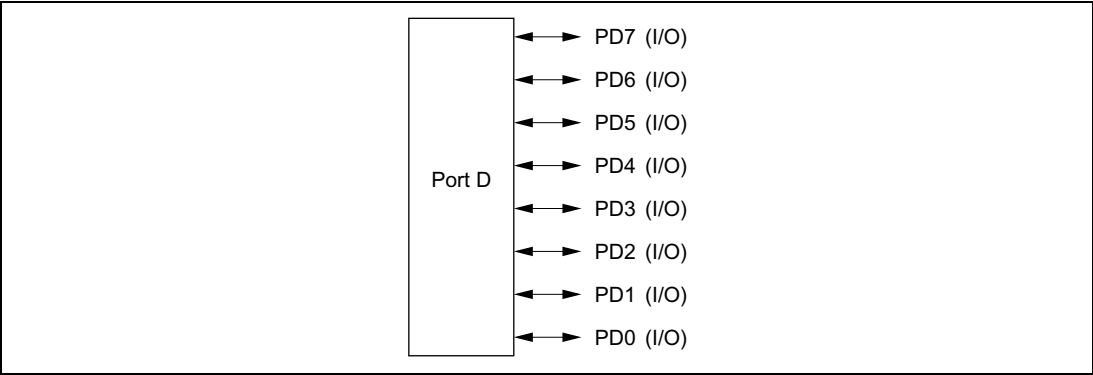 PD7 (I/O)
PD6 (I/O)
PD5 (I/O)
PD4 (I/O)
Port D
PD3 (I/O)
PD2 (I/O)
PD1 (I/O)
PD0 (I/O)